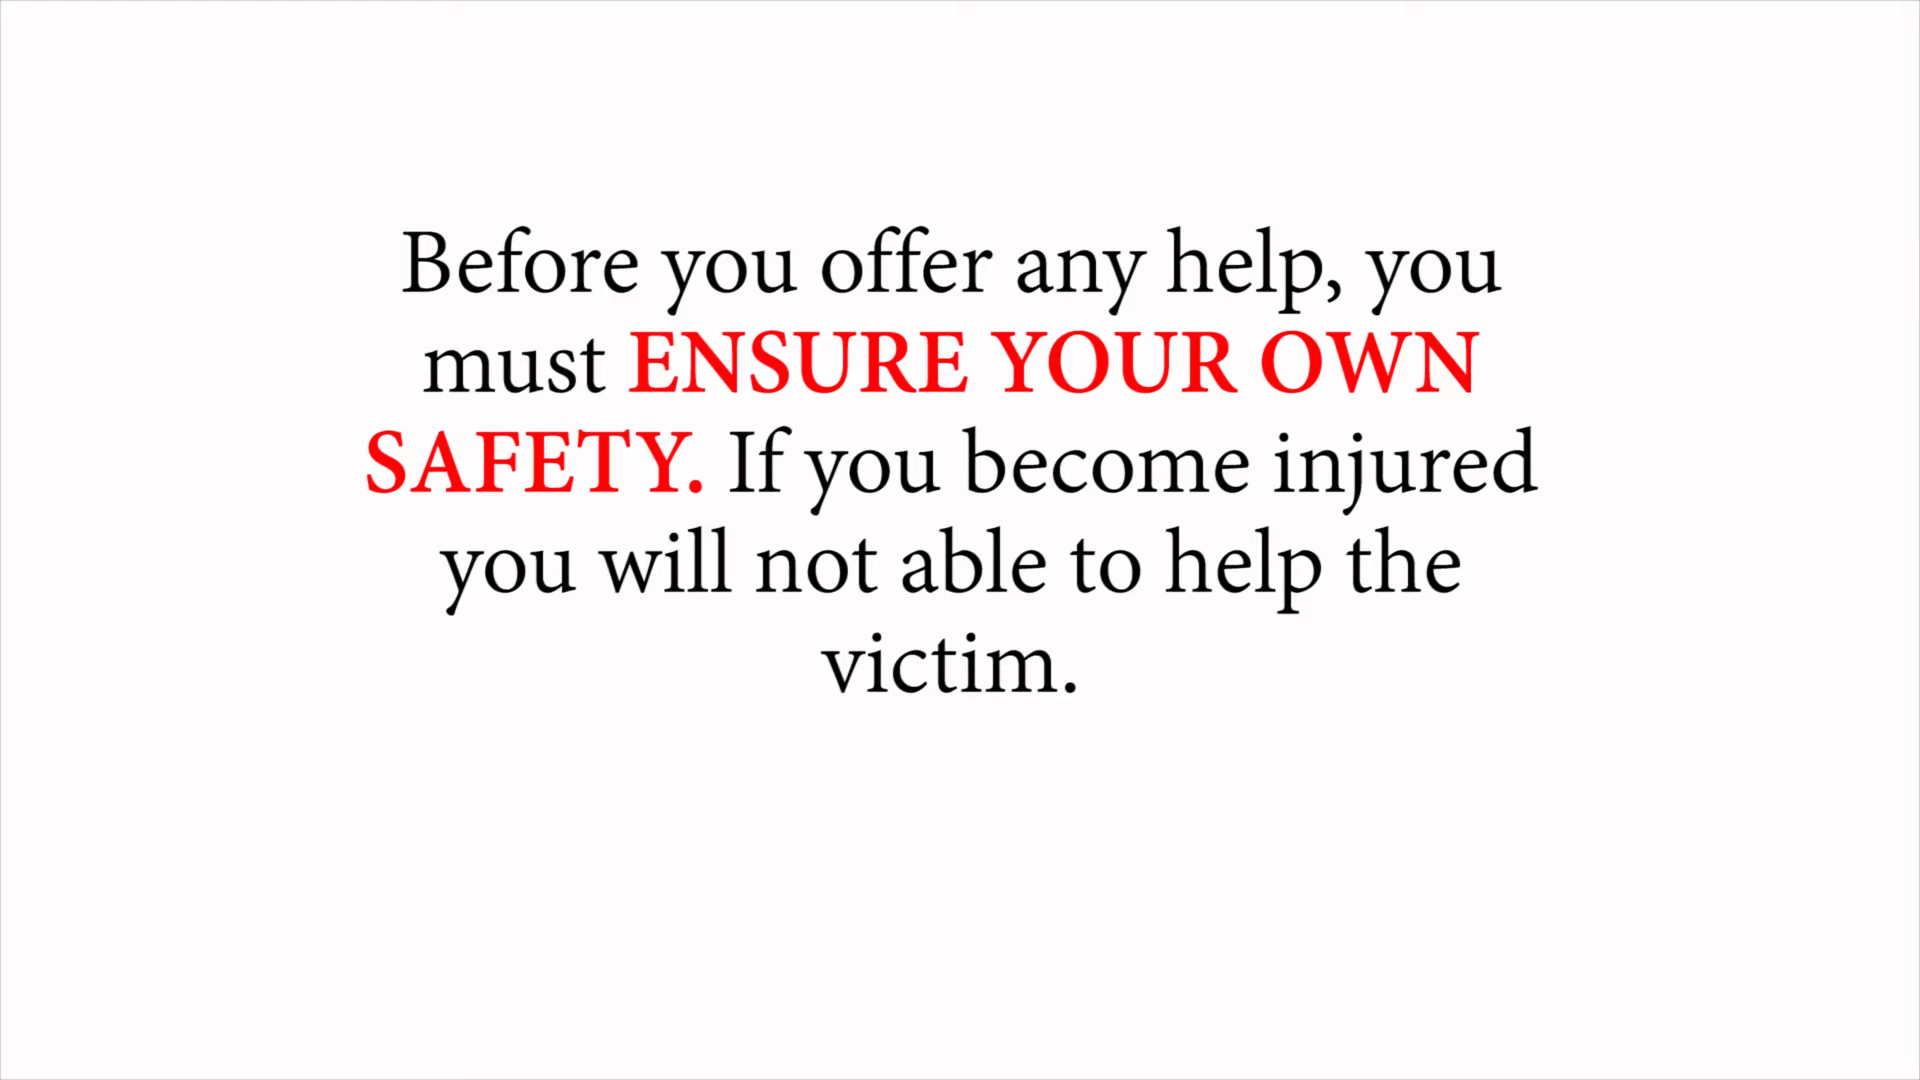 Before you offer any help, you
must ENSURE YOUR OWN
SAFETY. If you become injured
you will not able to help the
victim.